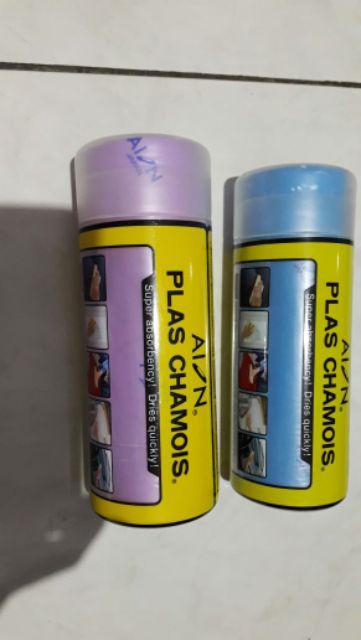 AION
AION®
PLAS CHAMOIS®
Super absorbency! Dries quickly!
AION®
PLAS CHAMOIS®
Super absorbency! Dries quickly!